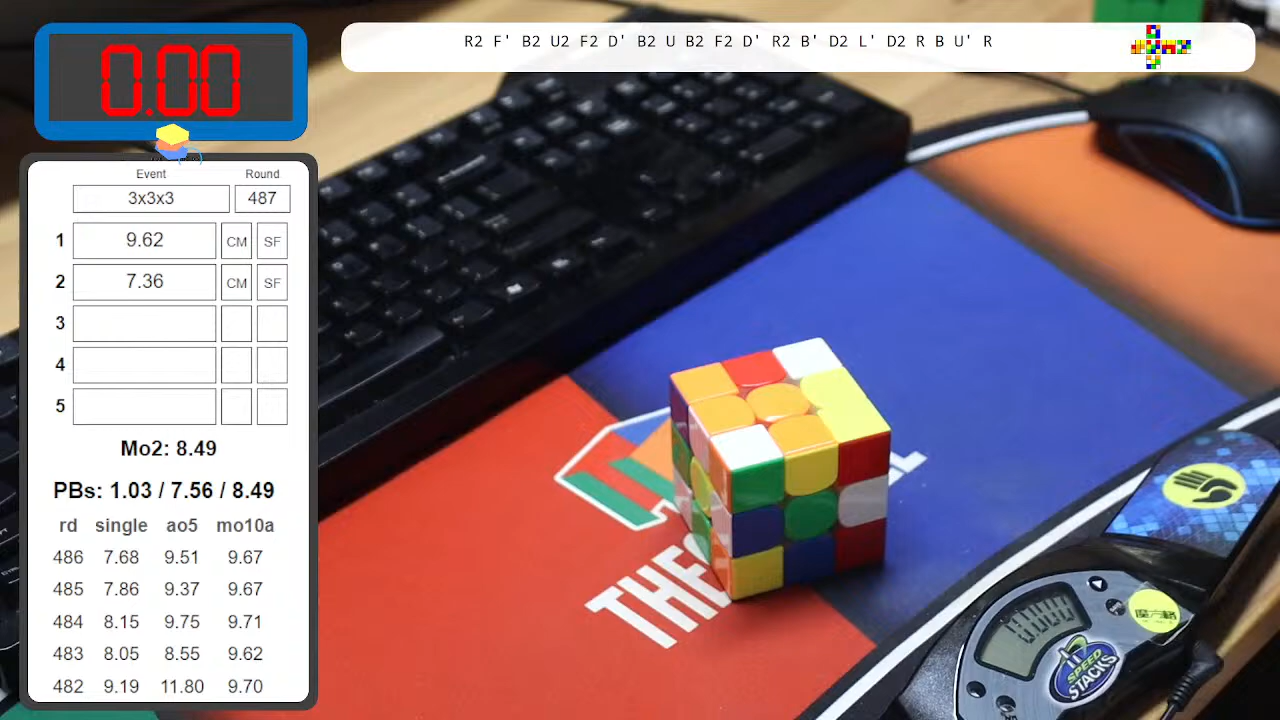 0.00
R2 F' B2 U2 F2 D' B2 U B2 F2 D' R2 B' D2 L' D2 R B U' R
Event Round
3x3x3 487
1 9.62 CM SF
2 7.36 CM SF
3
4
5
Mo2: 8.49
PBs: 1.03 / 7.56 / 8.49
rd single ao5 mo10a
486 7.68 9.51 9.67
485 7.86 9.37 9.67
484 8.15 9.75 9.71
483 8.05 8.55 9.62
482 9.19 11.80 9.70
THE
SPEED
STACKS